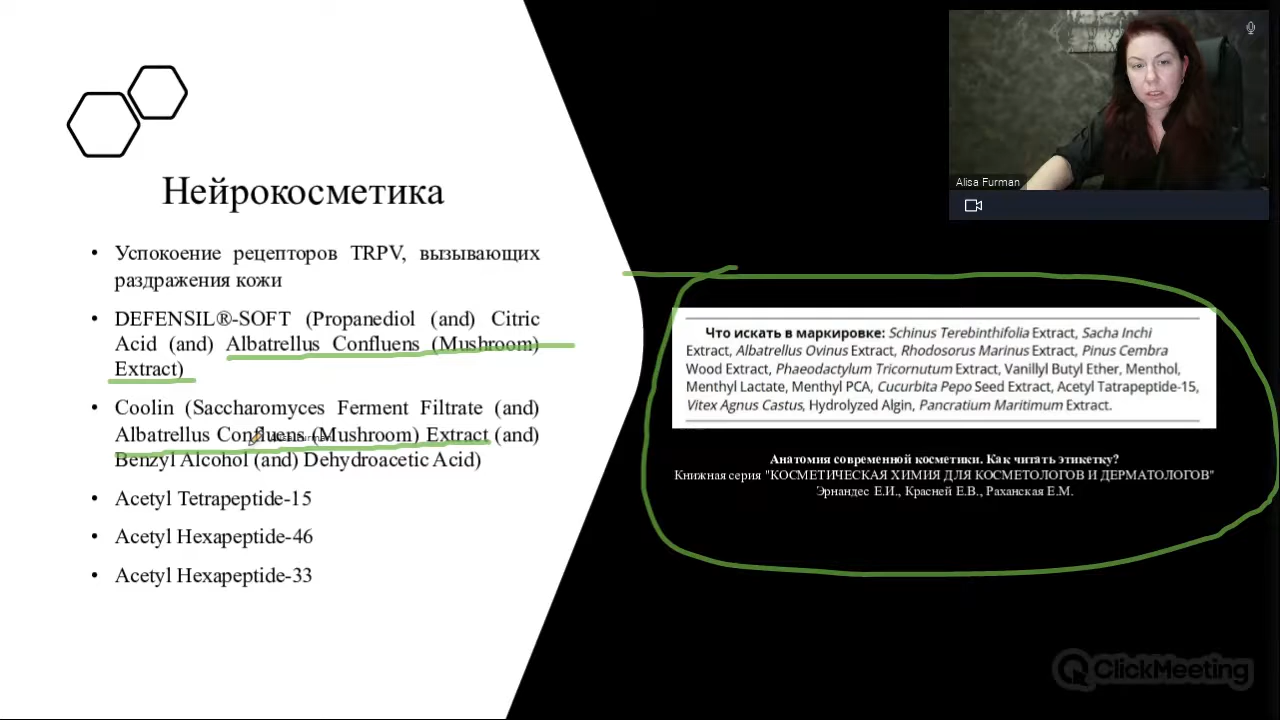 Alisa Furman
Нейрокосметика
• Успокоение рецепторов TRPV, вызывающих
раздражения кожи
• DEFENSIL®-SOFT (Propanediol (and) Citric
Acid (and) Albatrellus Confluens (Mushroom)
Extract)
• Coolin (Saccharomyces Ferment Filtrate (and)
Albatrellus Confluens (Mushroom) Extract (and)
Benzyl Alcohol (and) Dehydroacetic Acid)
• Acetyl Tetrapeptide-15
• Acetyl Hexapeptide-46
• Acetyl Hexapeptide-33
Что искать в маркировке: Schinus Terebinthifolia Extract, Sacha Inchi
Extract, Albatrellus Ovinus Extract, Rhodosorus Marinus Extract, Pinus Cembra
Wood Extract, Phaeodactylum Tricornutum Extract, Vanillyl Butyl Ether, Menthol,
Menthyl Lactate, Menthyl PCA, Cucurbita Pepo Seed Extract, Acetyl Tatrapeptide-15,
Vitex Agnus Castus, Hydrolyzed Algin, Pancratium Maritimum Extract.
Анатомия современной косметики. Как читать этикетку?
Книжная серия "КОСМЕТИЧЕСКАЯ ХИМИЯ ДЛЯ КОСМЕТОЛОГОВ И ДЕРМАТОЛОГОВ"
Эрнандес Е.И., Красней Е.В., Раханская Е.М.
ClickMeeting